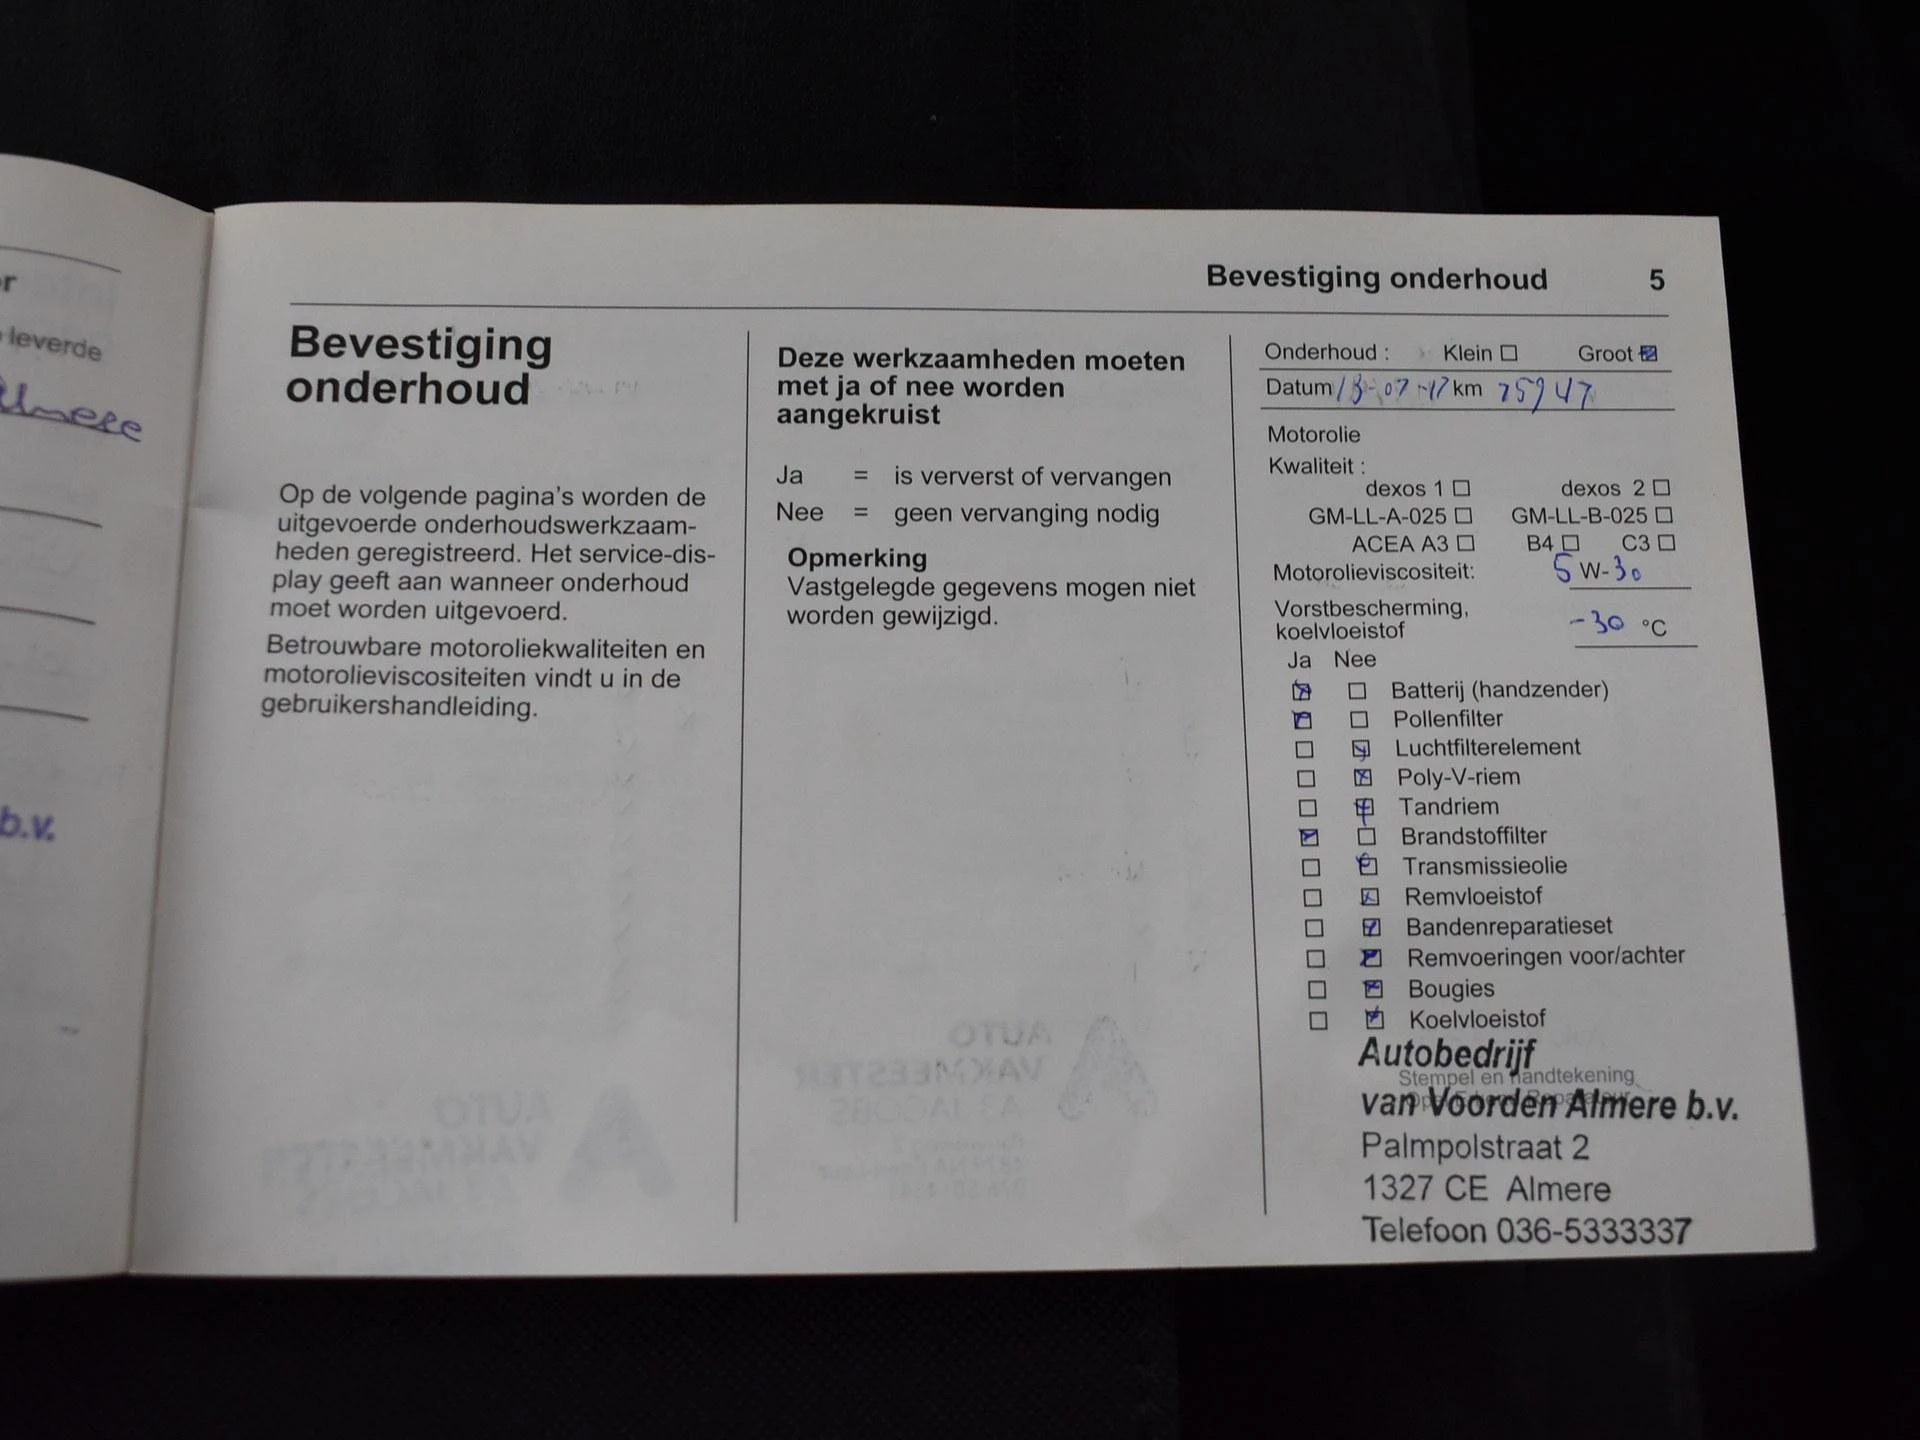 r
leverde
Almere
b.v.
Bevestiging onderhoud 5
Bevestiging
onderhoud
Op de volgende pagina's worden de
uitgevoerde onderhoudswerkzaam-
heden geregistreerd. Het service-dis-
play geeft aan wanneer onderhoud
moet worden uitgevoerd.
Betrouwbare motoroliekwaliteiten en
motorolieviscositeiten vindt u in de
gebruikershandleiding.
Deze werkzaamheden moeten
met ja of nee worden
aangekruist
Ja = is ververst of vervangen
Nee = geen vervanging nodig
Opmerking
Vastgelegde gegevens mogen niet
worden gewijzigd.
Onderhoud : Klein Groot
Datum 13-07-17 km 75947
Motorolie
Kwaliteit :
dexos 1 dexos 2
GM-LL-A-025 GM-LL-B-025
ACEA A3 B4 C3
Motorolieviscositeit: 5 W-30
Vorstbescherming,
koelvloeistof -30 °C
Ja Nee
Batterij (handzender)
Pollenfilter
Luchtfilterelement
Poly-V-riem
Tandriem
Brandstoffilter
Transmissieolie
Remvloeistof
Bandenreparatieset
Remvoeringen voor/achter
Bougies
Koelvloeistof
Autobedrijf
Stempel en handtekening
van Voorden Almere b.v.
Palmpolstraat 2
1327 CE Almere
Telefoon 036-5333337